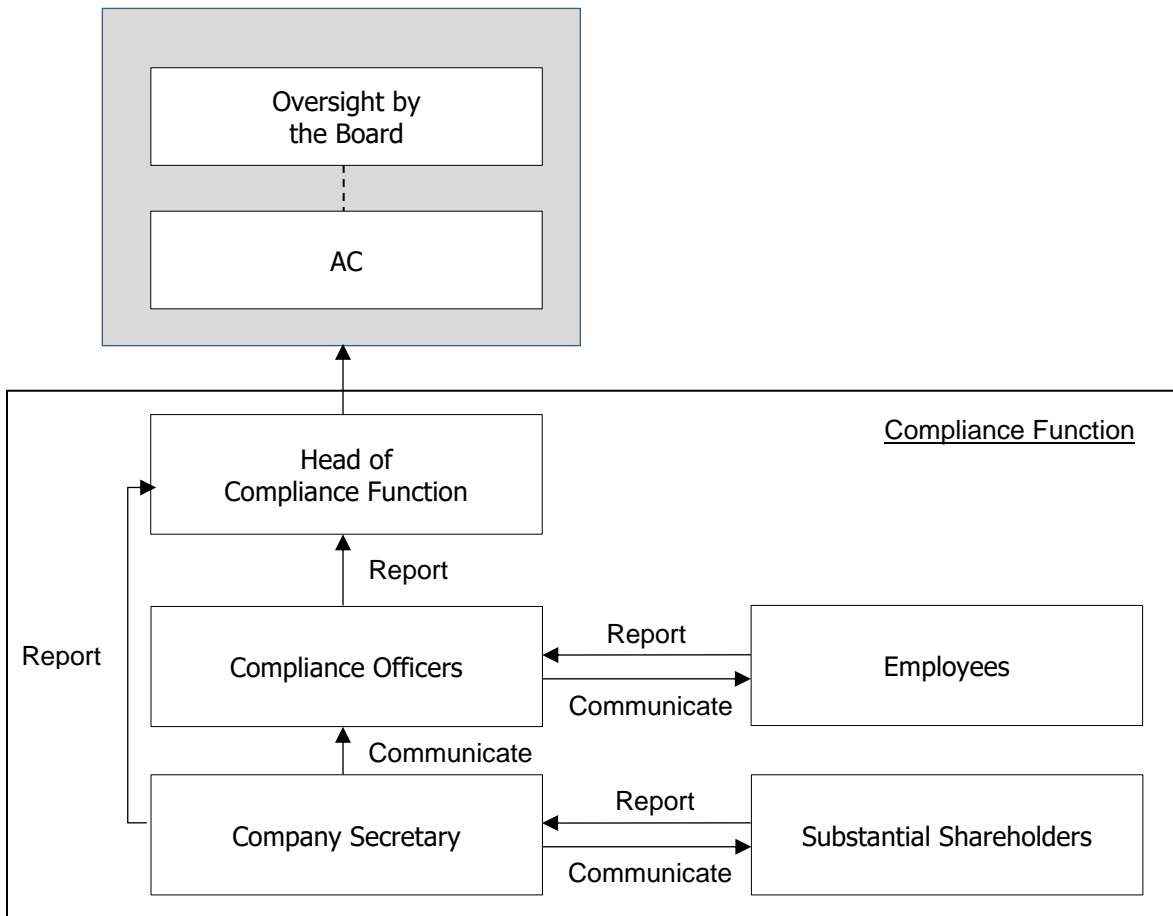 Oversight by
the Board
AC
Compliance Function
Head of
Compliance Function
Report
Report
Compliance Officers
Report
Communicate
Employees
Communicate
Company Secretary
Report
Communicate
Substantial Shareholders